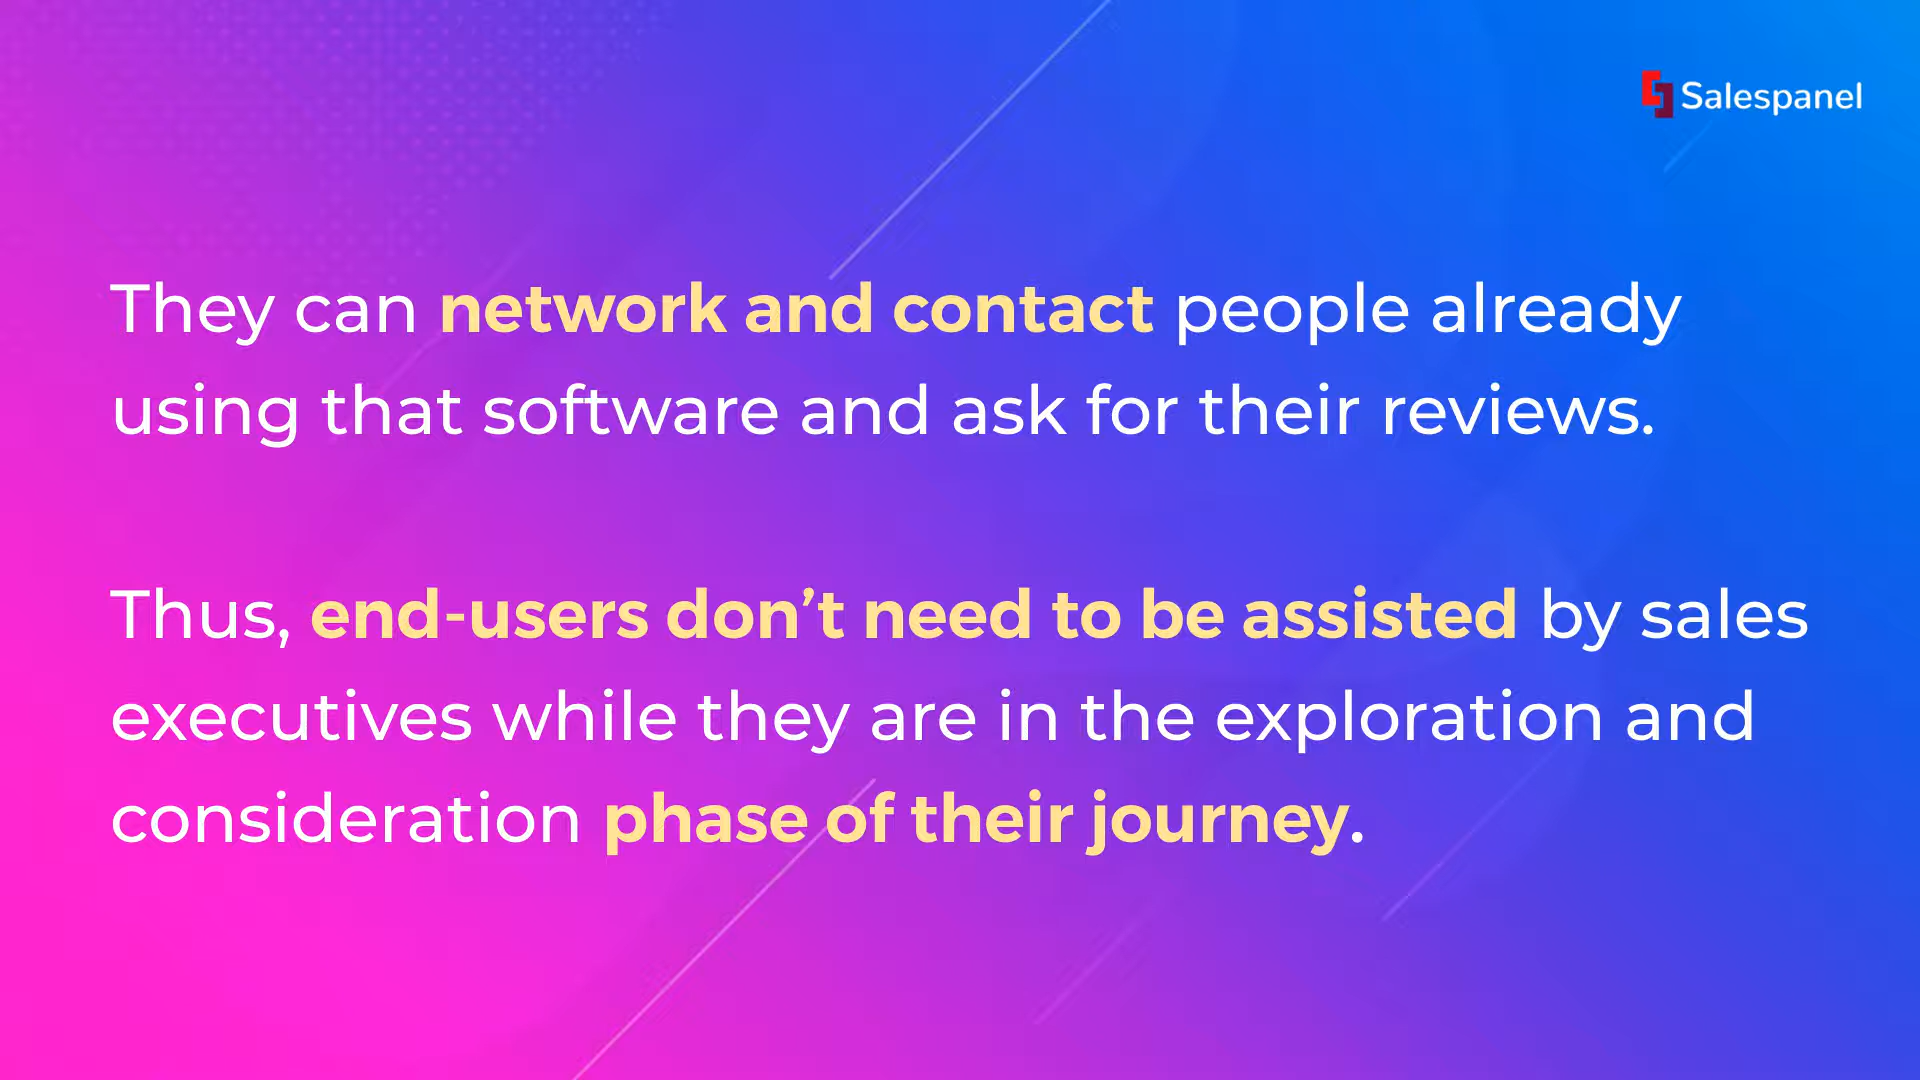 Salespanel
They can network and contact people already
using that software and ask for their reviews.
Thus, end-users don’t need to be assisted by sales
executives while they are in the exploration and
consideration phase of their journey.